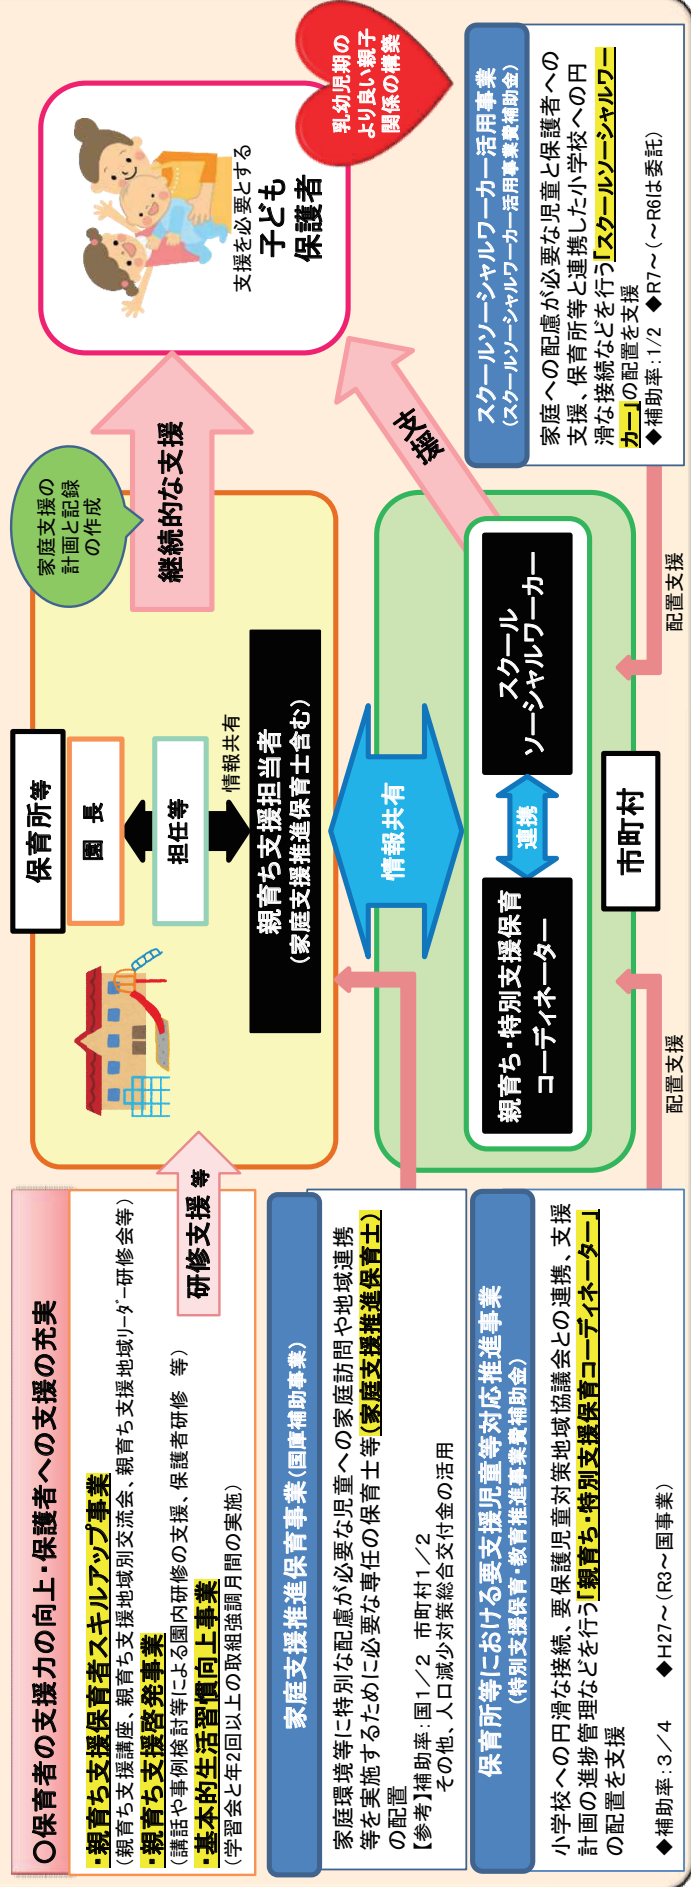 ○保育者の支援力の向上・保護者への支援の充実
・親育ち支援保育者スキルアップ事業
(親育ち支援講座、親育ち支援地域別交流会、親育ち支援地域リーダー研修会等)
・親育ち支援啓発事業
(講話や事例検討等による園内研修の支援、保護者研修 等)
・基本的生活習慣向上事業
(学習会と年2回以上の取組強調月間の実施)
研修支援等
家庭支援推進保育事業(国庫補助事業)
家庭環境等に特別な配慮が必要な児童への家庭訪問や地域連携
等を実施するために必要な専任の保育士等(家庭支援推進保育士)
の配置
【参考】補助率:国1/2 市町村1/2
その他、人口減少対策総合交付金の活用
保育所等における要支援児童等対応推進事業
(特別支援保育・教育推進事業費補助金)
小学校への円滑な接続、要保護児童対策地域協議会との連携、支援
計画の進捗管理などを行う「親育ち・特別支援保育コーディネーター」
の配置を支援
◆補助率:3/4 ◆H27~(R3~国事業)
保育所等
園 長
担任等
情報共有
親育ち支援担当者
(家庭支援推進保育士含む)
家庭支援の
計画と記録
の作成
継続的な支援
情報共有
親育ち・特別支援保育
コーディネーター
連携
スクール
ソーシャルワーカー
市町村
配置支援
配置支援
支援
支援を必要とする
子ども
保護者
乳幼児期の
より良い親子
関係の構築
スクールソーシャルワーカー活用事業
(スクールソーシャルワーカー活用事業費補助金)
家庭への配慮が必要な児童と保護者への
支援、保育所等と連携した小学校への円
滑な接続などを行う「スクールソーシャルワー
カー」の配置を支援
◆補助率:1/2 ◆R7~(~R6は委託)